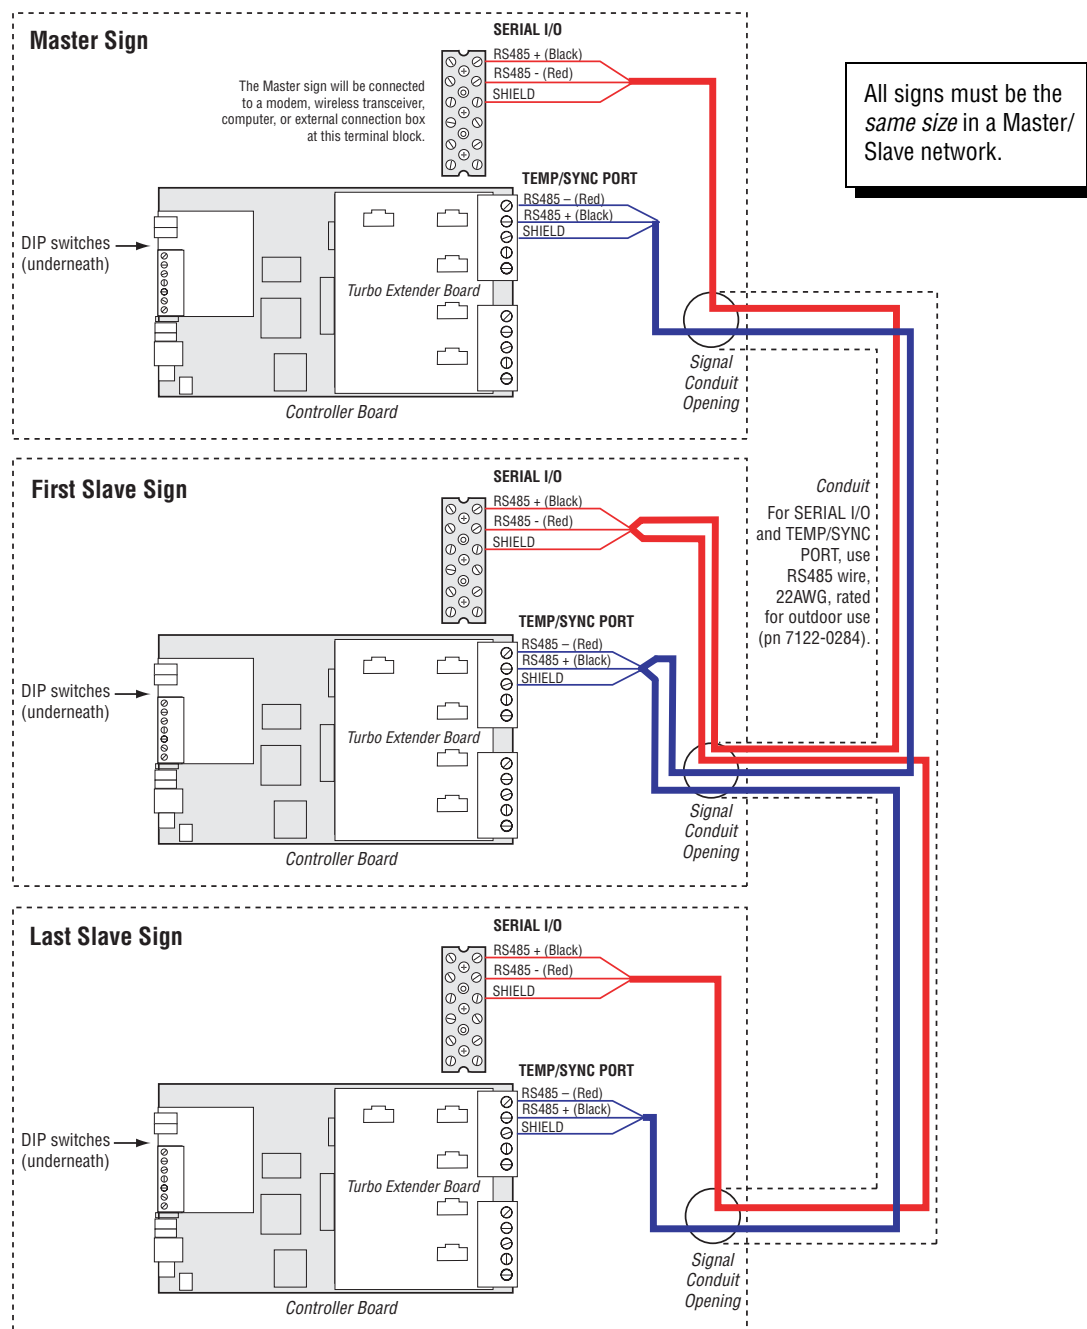 Master Sign
SERIAL I/O
RS485 + (Black)
RS485 - (Red)
SHIELD
The Master sign will be connected
to a modem, wireless transceiver,
computer, or external connection box
at this terminal block.
All signs must be the
same size in a Master/
Slave network.
TEMP/SYNC PORT
RS485 – (Red)
RS485 + (Black)
SHIELD
DIP switches
(underneath)
Turbo Extender Board
Controller Board
Signal
Conduit
Opening
First Slave Sign
SERIAL I/O
RS485 + (Black)
RS485 - (Red)
SHIELD
Conduit
For SERIAL I/O
and TEMP/SYNC
PORT, use
RS485 wire,
22AWG, rated
for outdoor use
(pn 7122-0284).
TEMP/SYNC PORT
RS485 – (Red)
RS485 + (Black)
SHIELD
DIP switches
(underneath)
Turbo Extender Board
Controller Board
Signal
Conduit
Opening
Last Slave Sign
SERIAL I/O
RS485 + (Black)
RS485 - (Red)
SHIELD
TEMP/SYNC PORT
RS485 – (Red)
RS485 + (Black)
SHIELD
DIP switches
(underneath)
Turbo Extender Board
Controller Board
Signal
Conduit
Opening